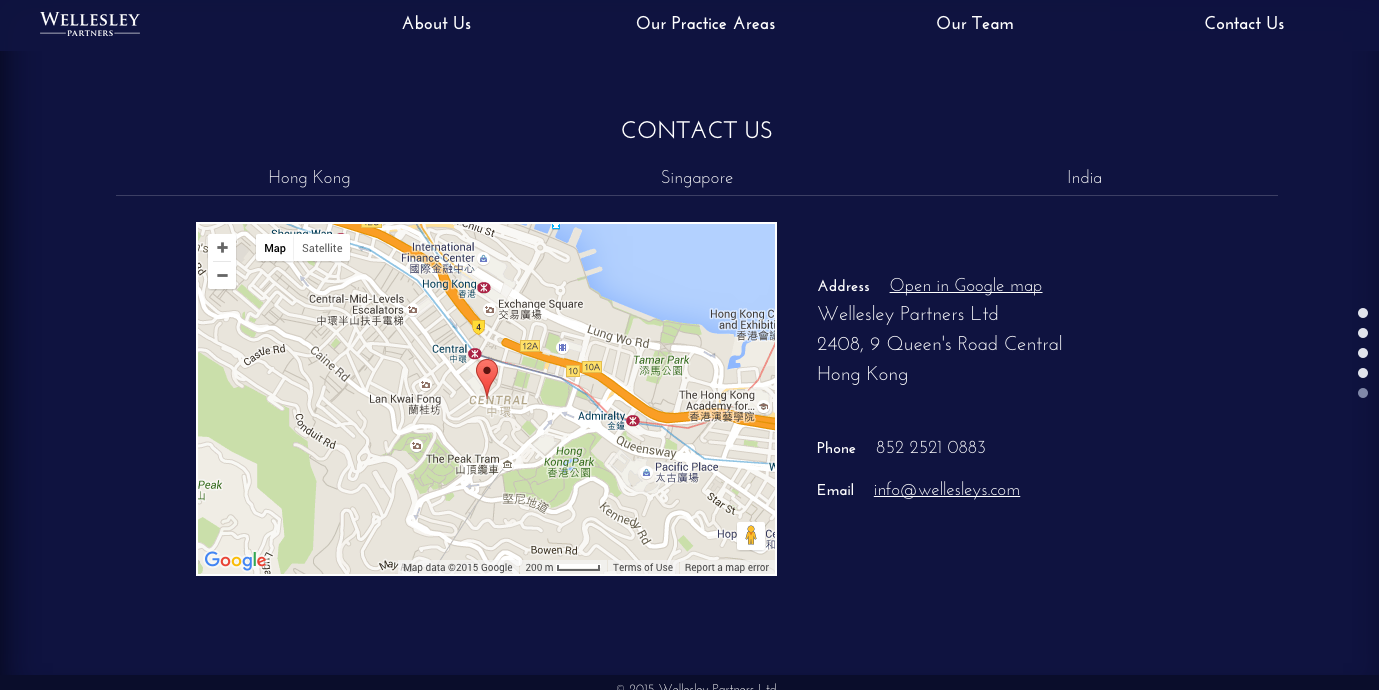 WELLESLEY
PARTNERS
About Us
Our Practice Areas
Our Team
Contact Us
CONTACT US
Hong Kong
Singapore
India
Map
Satellite
Chiu St
International
Finance Center
國際金融中心
Hong Kong
香港
Exchange Square
交易廣場
Central-Mid-Levels
Escalators
中環半山扶手電梯
Hong Kong C
and Exhibiti
香港會議
4
Lung Wo Rd
12A
Central
中環
Castle Rd
Caine Rd
Tamar Park
添馬公園
10
10A
Lan Kwai Fong
蘭桂坊
CENTRAL
中環
The Hong Kong
Academy for...
香港演藝學院
Admiralty
金鐘
Conduit Rd
Queensway
The Peak Tram
山頂纜車
Hong
Kong Park
香港公園
Pacific Place
太古廣場
Peak
山
堅尼地道
Star St
Kennedy Rd
Hop
Bowen Rd
Google
May
Map data ©2015 Google
200 m
Terms of Use
Report a map error
Address
Open in Google map
Wellesley Partners Ltd
2408, 9 Queen's Road Central
Hong Kong
Phone
852 2521 0883
Email
info@wellesleys.com
© 2015 Wellesley Partners Ltd